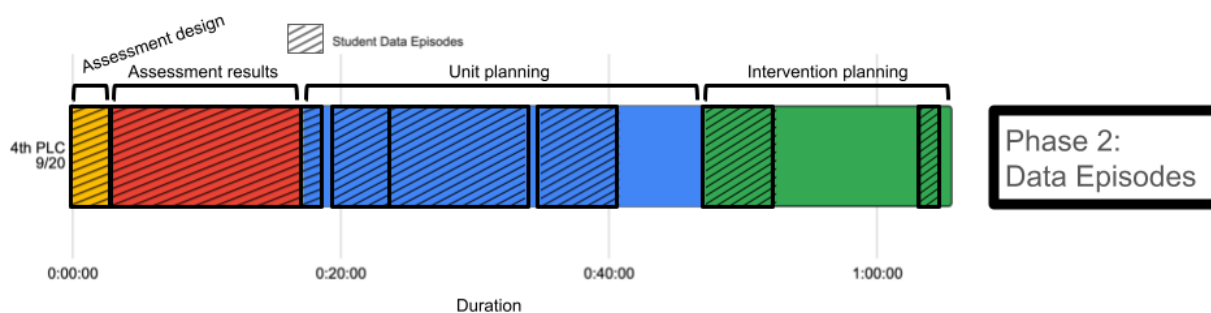 Assessment design
Student Data Episodes
Assessment results
Unit planning
Intervention planning
4th PLC
9/20
Phase 2:
Data Episodes
0:00:00
0:20:00
0:40:00
1:00:00
Duration